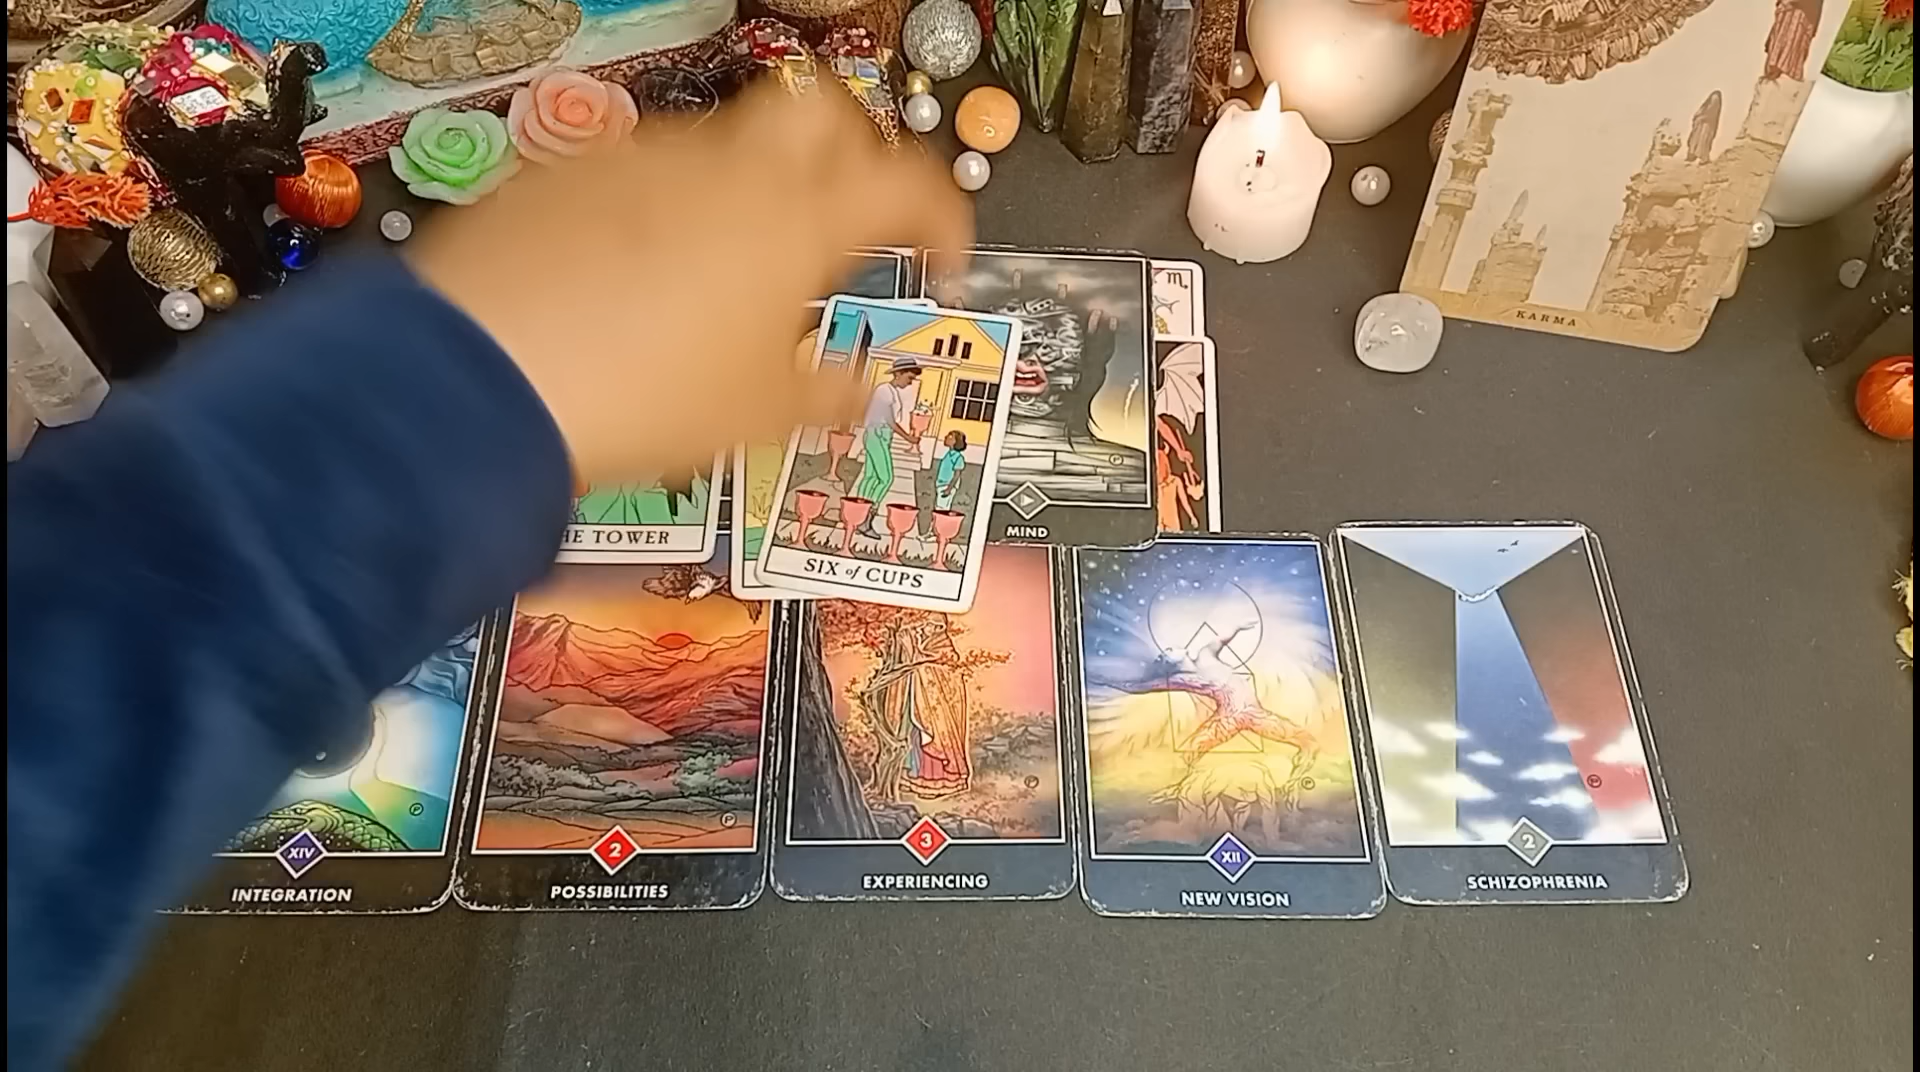 ♏
KARMA
MIND
HE TOWER
SIX of CUPS
XIV
INTEGRATION
2
POSSIBILITIES
3
EXPERIENCING
XII
NEW VISION
2
SCHIZOPHRENIA